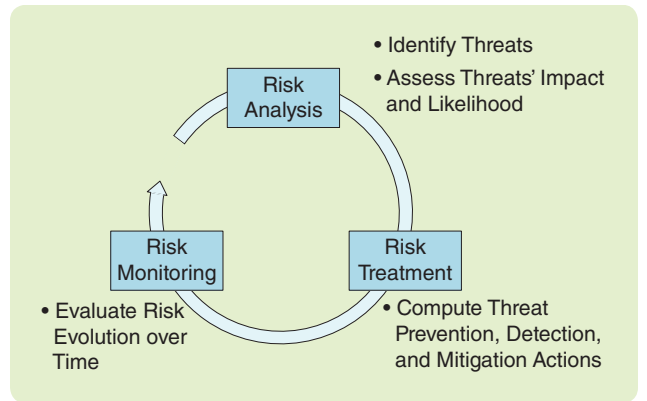 Risk
Analysis
• Identify Threats
• Assess Threats’ Impact
and Likelihood
Risk
Treatment
• Compute Threat
Prevention, Detection,
and Mitigation Actions
Risk
Monitoring
• Evaluate Risk
Evolution over
Time